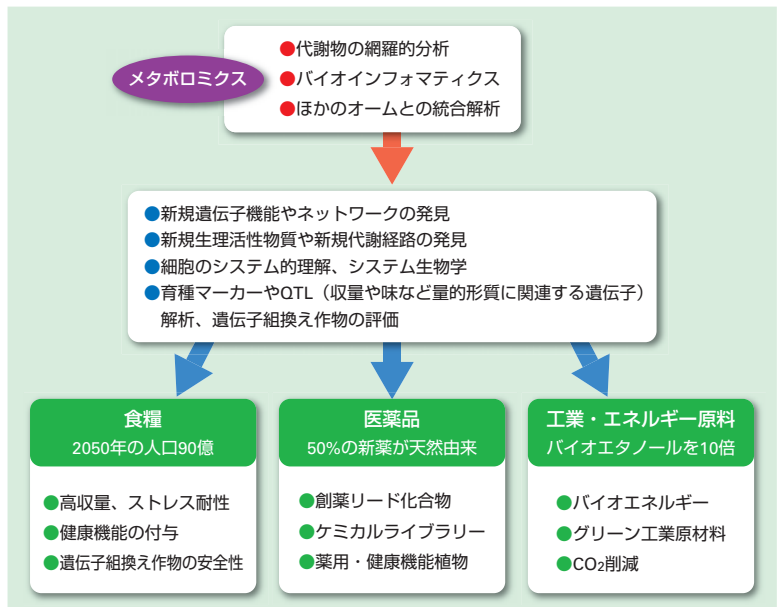 メタボロミクス
●代謝物の網羅的分析
●バイオインフォマティクス
●ほかのオームとの統合解析
●新規遺伝子機能やネットワークの発見
●新規生理活性物質や新規代謝経路の発見
●細胞のシステム的理解、システム生物学
●育種マーカーやQTL（収量や味など量的形質に関連する遺伝子）
解析、遺伝子組換え作物の評価
食糧
2050年の人口90億
●高収量、ストレス耐性
●健康機能の付与
●遺伝子組換え作物の安全性
医薬品
50%の新薬が天然由来
●創薬リード化合物
●ケミカルライブラリー
●薬用・健康機能植物
工業・エネルギー原料
バイオエタノールを10倍
●バイオエネルギー
●グリーン工業原材料
●CO₂削減